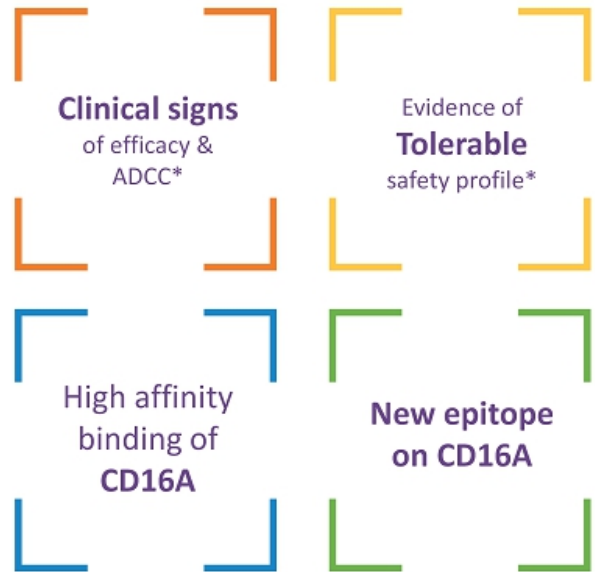 Clinical signs
of efficacy &
ADCC*
Evidence of
Tolerable
safety profile*
High affinity
binding of
CD16A
New epitope
on CD16A